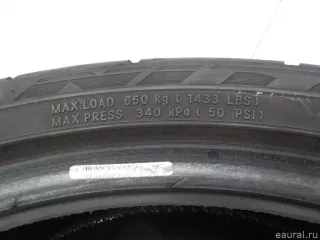 MAX.LOAD 650 kg ( 1433 LBS )
MAX.PRESS. 340 kPa ( 50 PSI )
eaural.ru